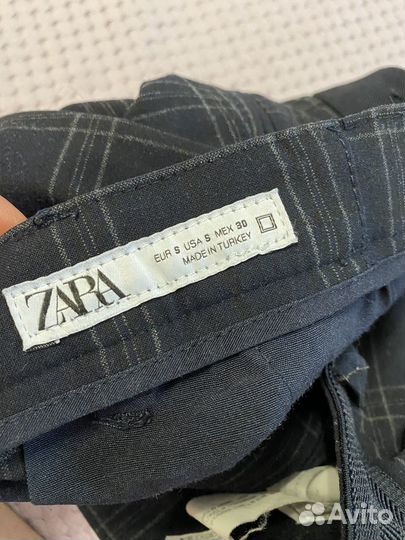 ZARA
EUR S USA S MEX 30
MADE IN TURKEY
Avito